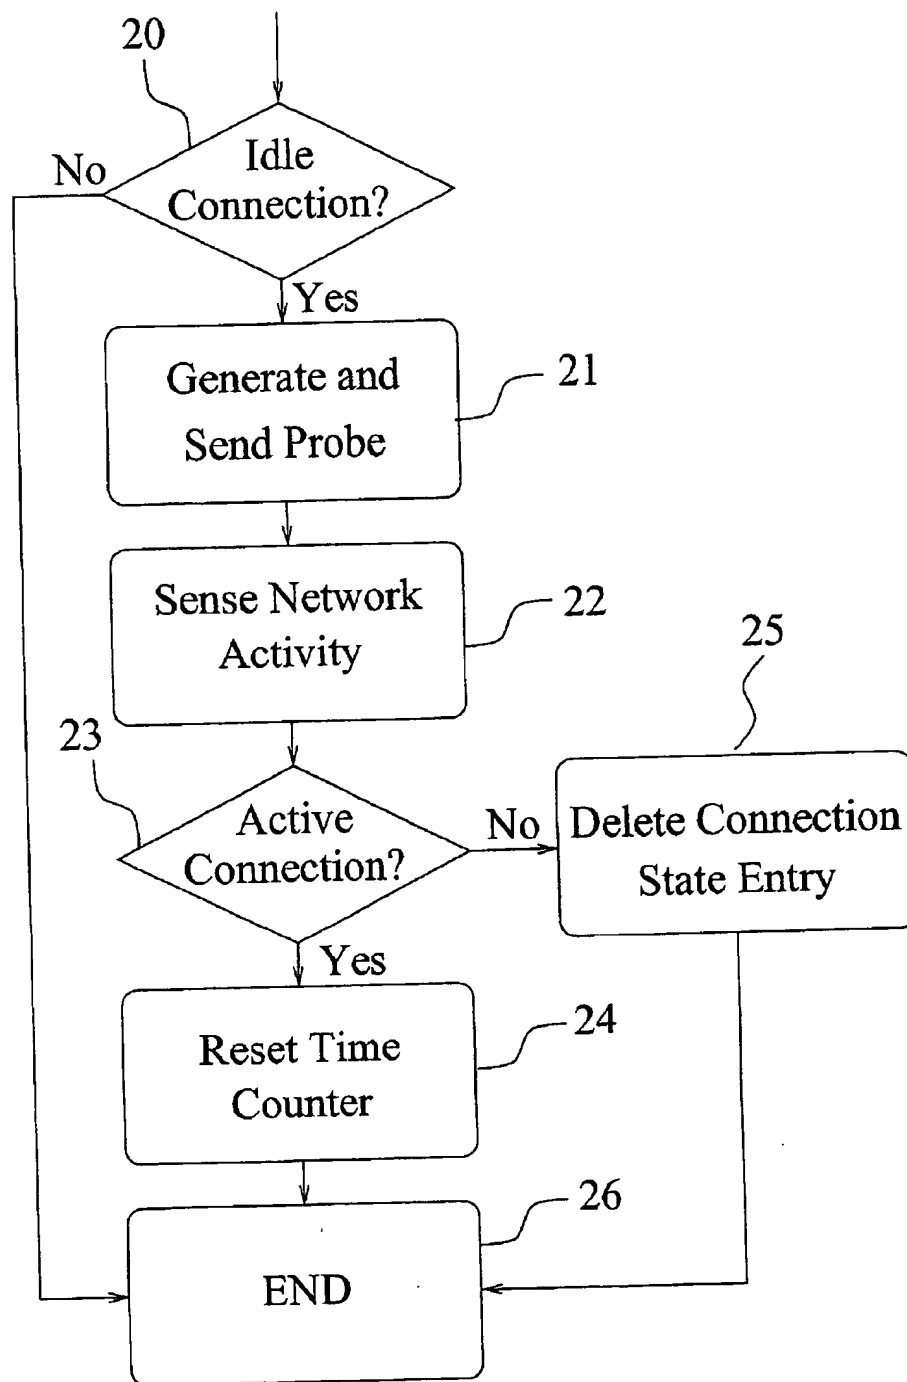 20
Idle
Connection?
No
Yes
Generate and
Send Probe
21
Sense Network
Activity
22
23
Active
Connection?
No
25
Delete Connection
State Entry
Yes
Reset Time
Counter
24
26
END